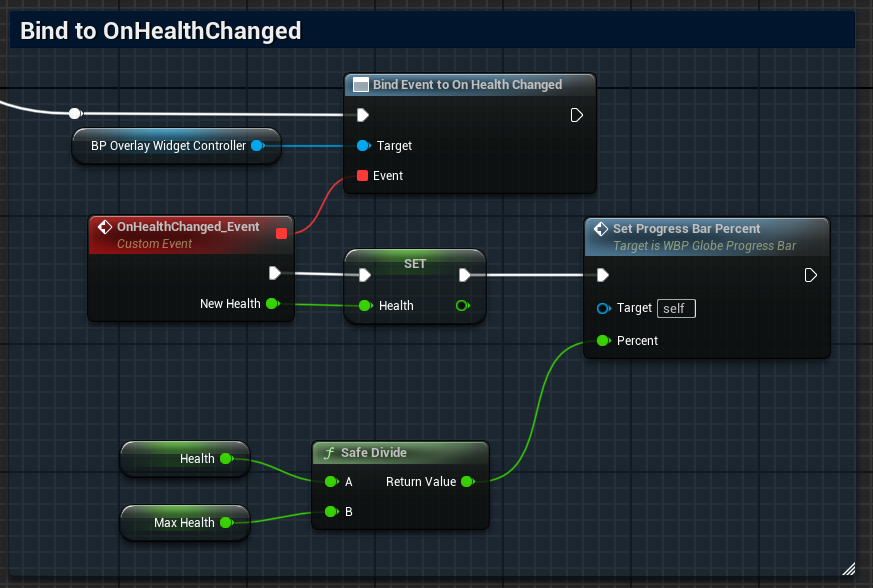 Bind to OnHealthChanged
Bind Event to On Health Changed
BP Overlay Widget Controller
Target
Event
OnHealthChanged_Event
Custom Event
New Health
SET
Health
Set Progress Bar Percent
Target is WBP Globe Progress Bar
Target self
Percent
Health
Max Health
f Safe Divide
A Return Value
B